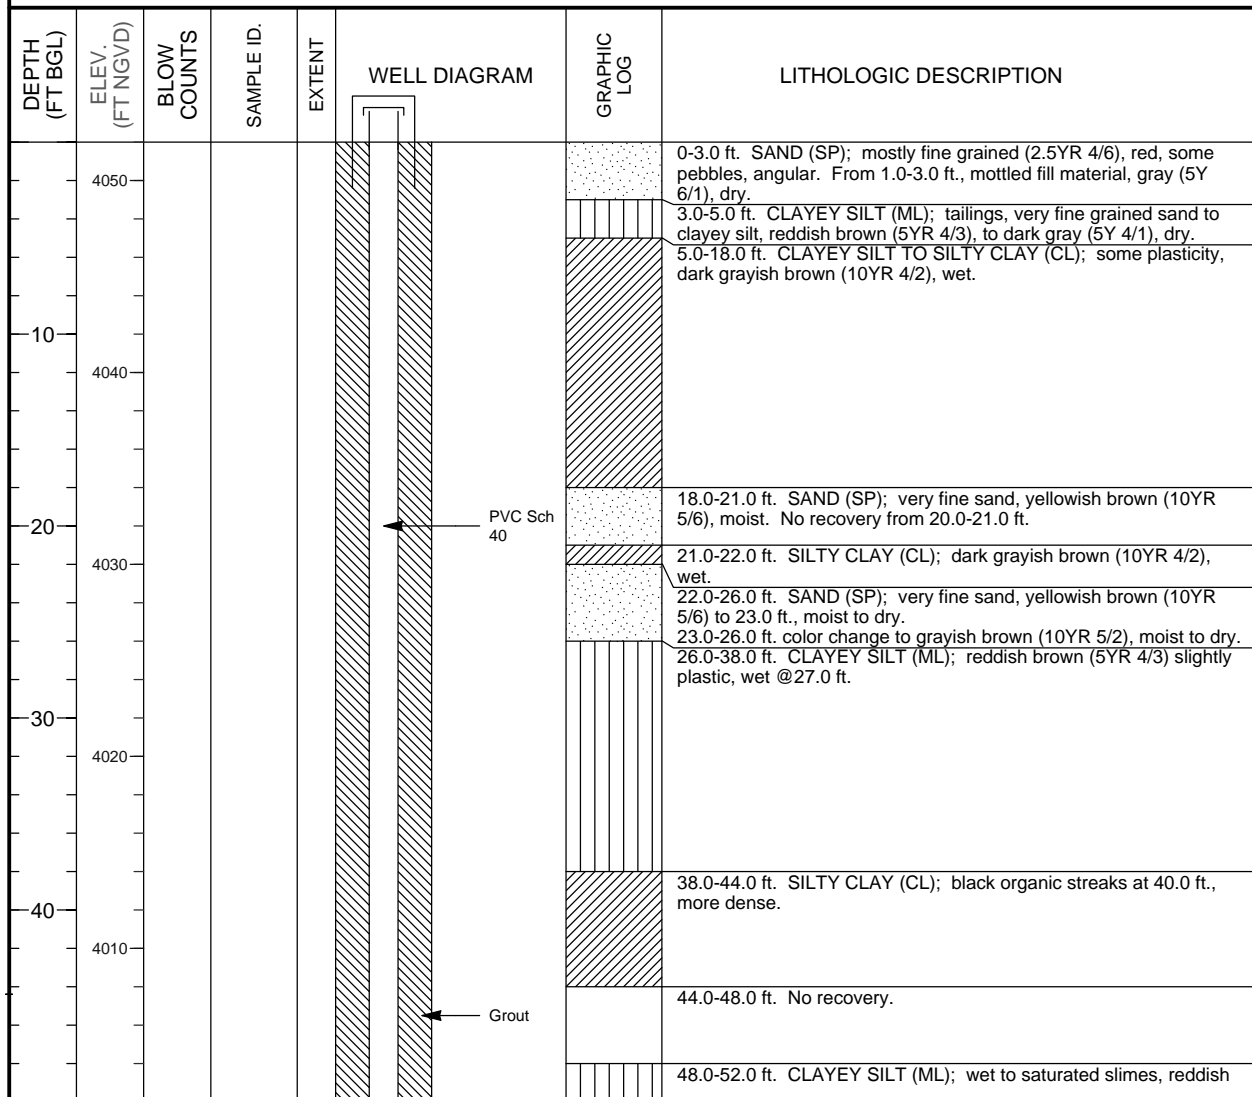 DEPTH
(FT BGL)
ELEV.
(FT NGVD)
BLOW
COUNTS
SAMPLE ID.
EXTENT
WELL DIAGRAM
GRAPHIC
LOG
LITHOLOGIC DESCRIPTION
0-3.0 ft. SAND (SP); mostly fine grained (2.5YR 4/6), red, some
pebbles, angular. From 1.0-3.0 ft., mottled fill material, gray (5Y
6/1), dry.
4050
3.0-5.0 ft. CLAYEY SILT (ML); tailings, very fine grained sand to
clayey silt, reddish brown (5YR 4/3), to dark gray (5Y 4/1), dry.
5.0-18.0 ft. CLAYEY SILT TO SILTY CLAY (CL); some plasticity,
dark grayish brown (10YR 4/2), wet.
10
4040
18.0-21.0 ft. SAND (SP); very fine sand, yellowish brown (10YR
5/6), moist. No recovery from 20.0-21.0 ft.
PVC Sch
40
20
21.0-22.0 ft. SILTY CLAY (CL); dark grayish brown (10YR 4/2),
wet.
4030
22.0-26.0 ft. SAND (SP); very fine sand, yellowish brown (10YR
5/6) to 23.0 ft., moist to dry.
23.0-26.0 ft. color change to grayish brown (10YR 5/2), moist to dry.
26.0-38.0 ft. CLAYEY SILT (ML); reddish brown (5YR 4/3) slightly
plastic, wet @27.0 ft.
30
4020
38.0-44.0 ft. SILTY CLAY (CL); black organic streaks at 40.0 ft.,
more dense.
40
4010
44.0-48.0 ft. No recovery.
Grout
48.0-52.0 ft. CLAYEY SILT (ML); wet to saturated slimes, reddish